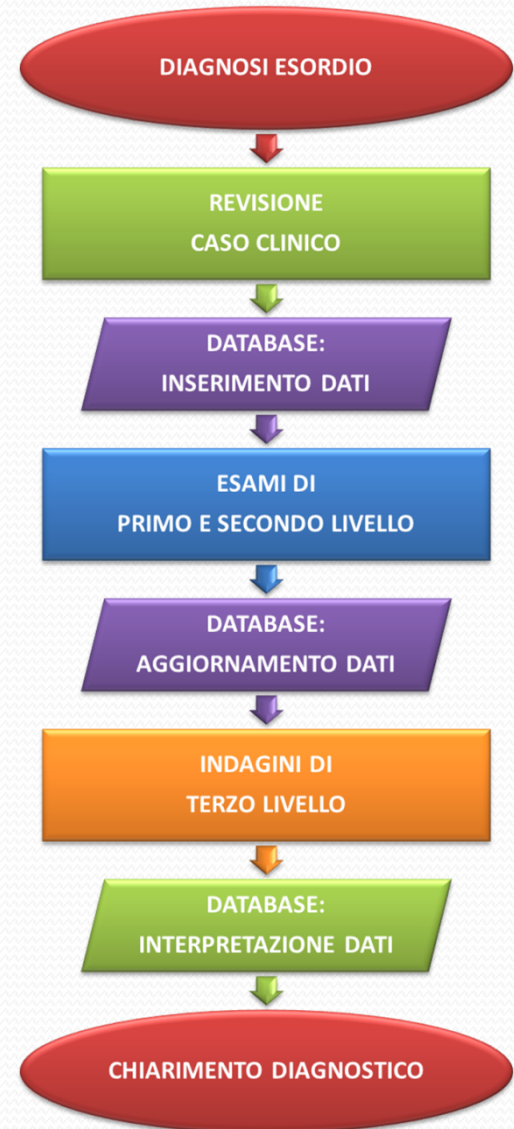 DIAGNOSI ESORDIO
REVISIONE
CASO CLINICO
DATABASE:
INSERIMENTO DATI
ESAMI DI
PRIMO E SECONDO LIVELLO
DATABASE:
AGGIORNAMENTO DATI
INDAGINI DI
TERZO LIVELLO
DATABASE:
INTERPRETAZIONE DATI
CHIARIMENTO DIAGNOSTICO